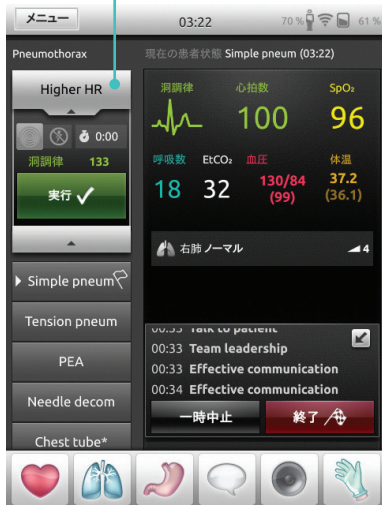 メニュー
03:22
70 %
61 %
Pneumothorax
現在の患者状態 Simple pneum (03:22)
Higher HR
0:00
洞調律 133
実行
Simple pneum
Tension pneum
PEA
Needle decom
Chest tube*
洞調律
心拍数
SpO₂
100
96
呼吸数
EtCO₂
血圧
体温
18
32
130/84
(99)
37.2
(36.1)
右肺 ノーマル
4
00:33 Talk to patient
00:33 Team leadership
00:33 Effective communication
00:34 Effective communication
一時中止
終了